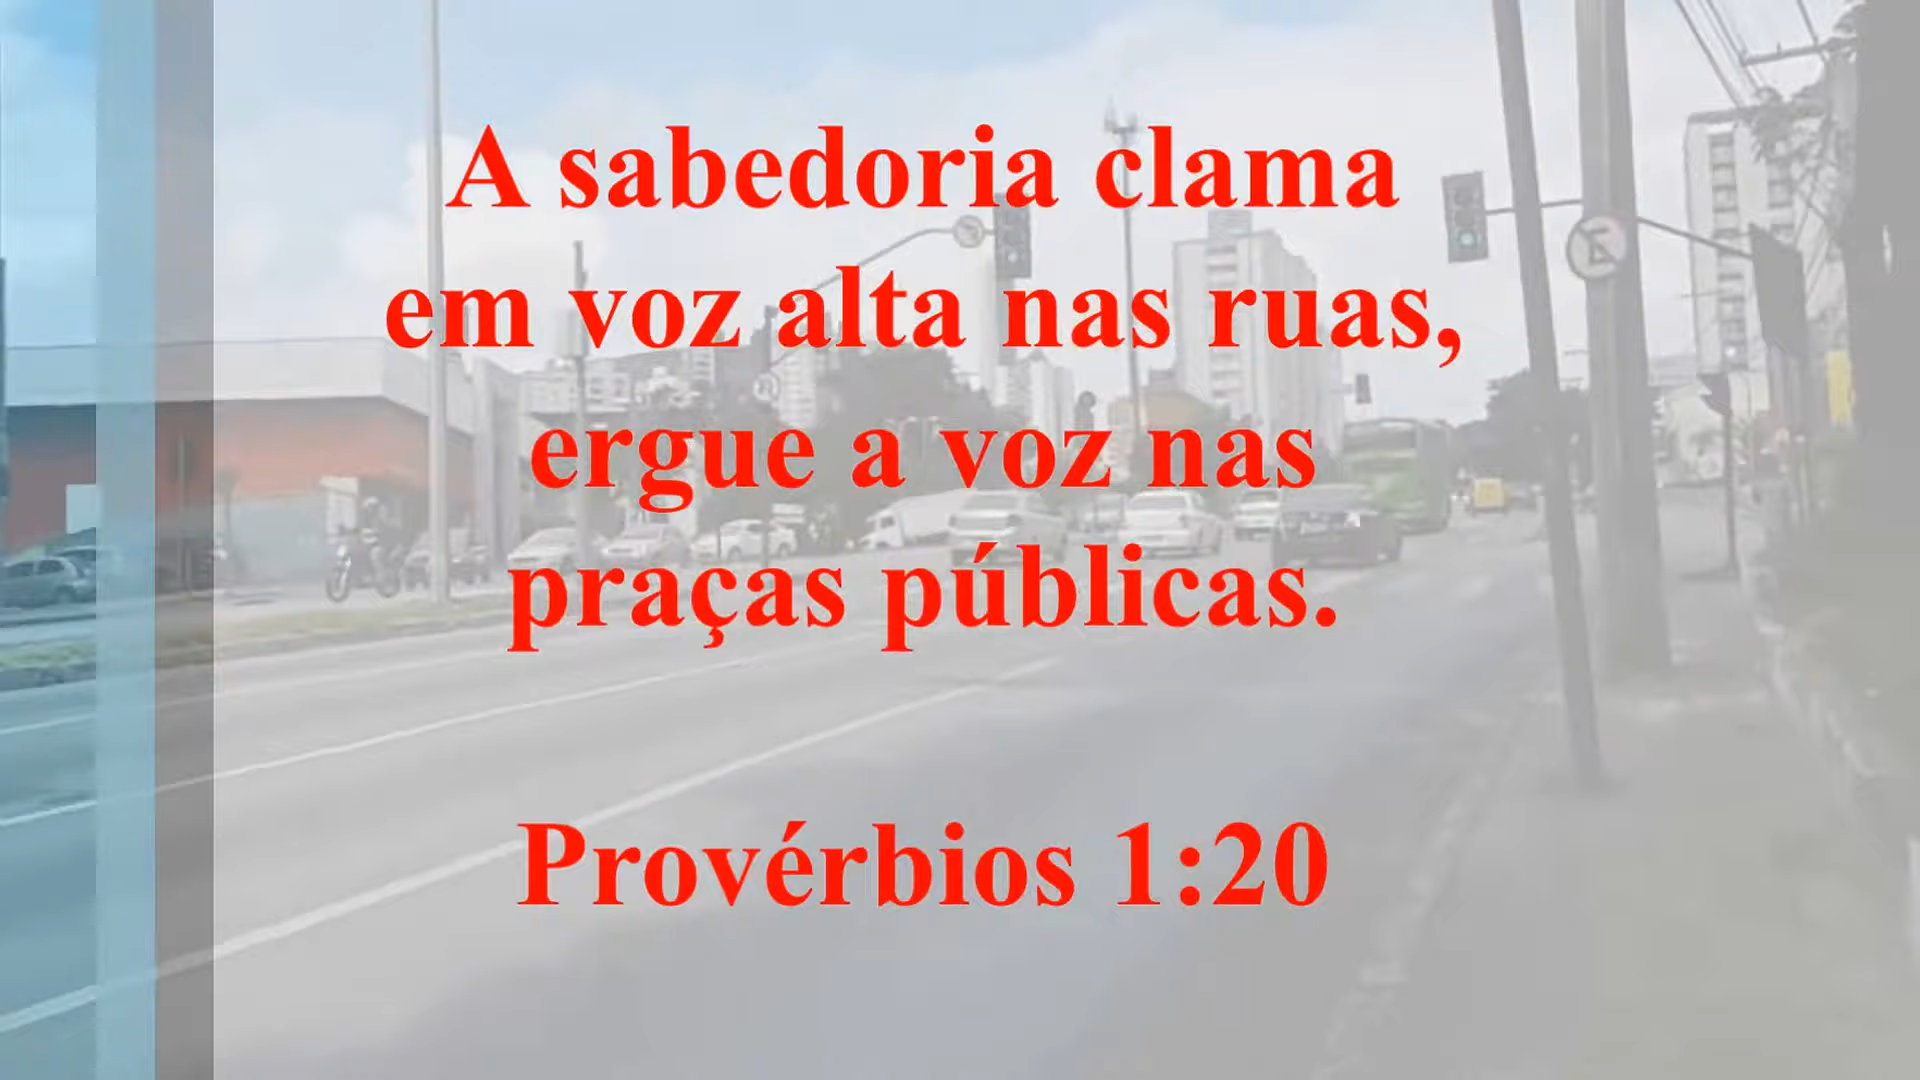 A sabedoria clama
em voz alta nas ruas,
ergue a voz nas
praças públicas.
Provérbios 1:20